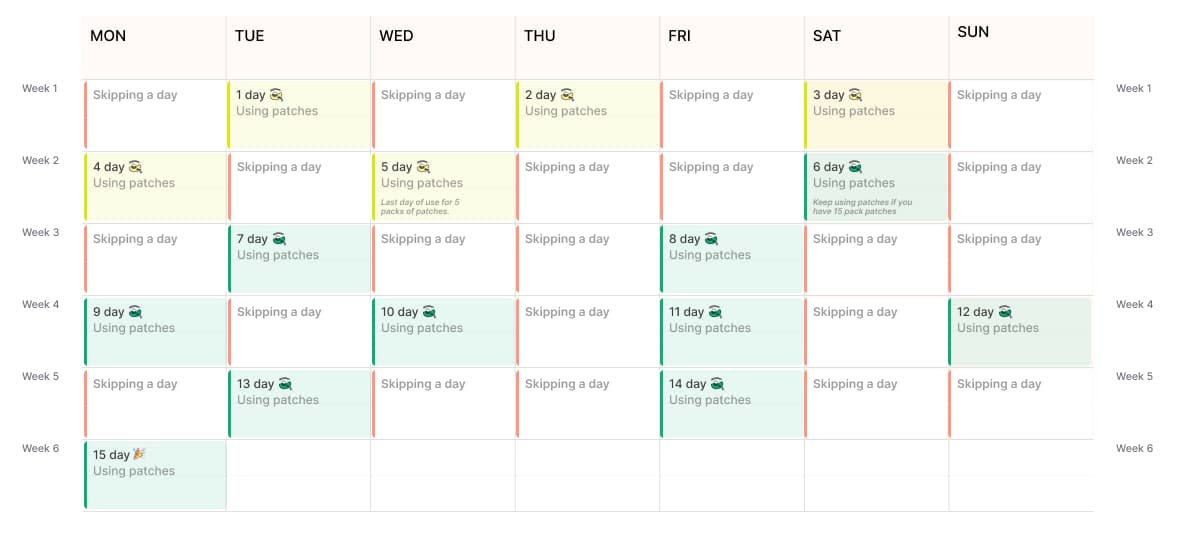 MON TUE WED THU FRI SAT SUN
Week 1 Week 1
Skipping a day
1 day
Using patches
Skipping a day
2 day
Using patches
Skipping a day
3 day
Using patches
Skipping a day
Week 2 Week 2
4 day
Using patches
Skipping a day
5 day
Using patches
Last day of use for 5
packs of patches.
Skipping a day
Skipping a day
6 day
Using patches
Keep using patches if you
have 15 pack patches
Skipping a day
Week 3 Week 3
Skipping a day
7 day
Using patches
Skipping a day
Skipping a day
8 day
Using patches
Skipping a day
Skipping a day
Week 4 Week 4
9 day
Using patches
Skipping a day
10 day
Using patches
Skipping a day
11 day
Using patches
Skipping a day
12 day
Using patches
Week 5 Week 5
Skipping a day
13 day
Using patches
Skipping a day
Skipping a day
14 day
Using patches
Skipping a day
Skipping a day
Week 6 Week 6
15 day 🎉
Using patches